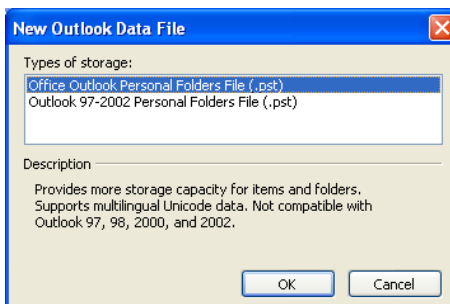 New Outlook Data File
Types of storage:
Office Outlook Personal Folders File (.pst)
Outlook 97-2002 Personal Folders File (.pst)
Description
Provides more storage capacity for items and folders.
Supports multilingual Unicode data. Not compatible with
Outlook 97, 98, 2000, and 2002.
OK Cancel